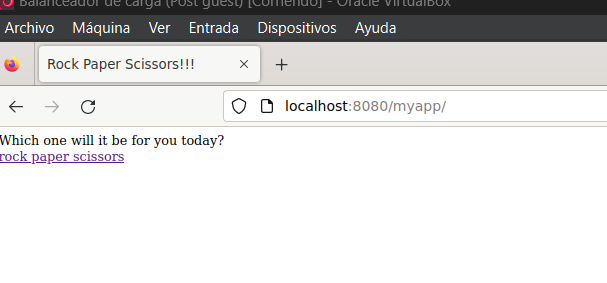 Balanceador de carga (Post guest) [Corriendo] - Oracle VirtualBox
Archivo Máquina Ver Entrada Dispositivos Ayuda
Rock Paper Scissors!!!
localhost:8080/myapp/
Which one will it be for you today?
rock paper scissors